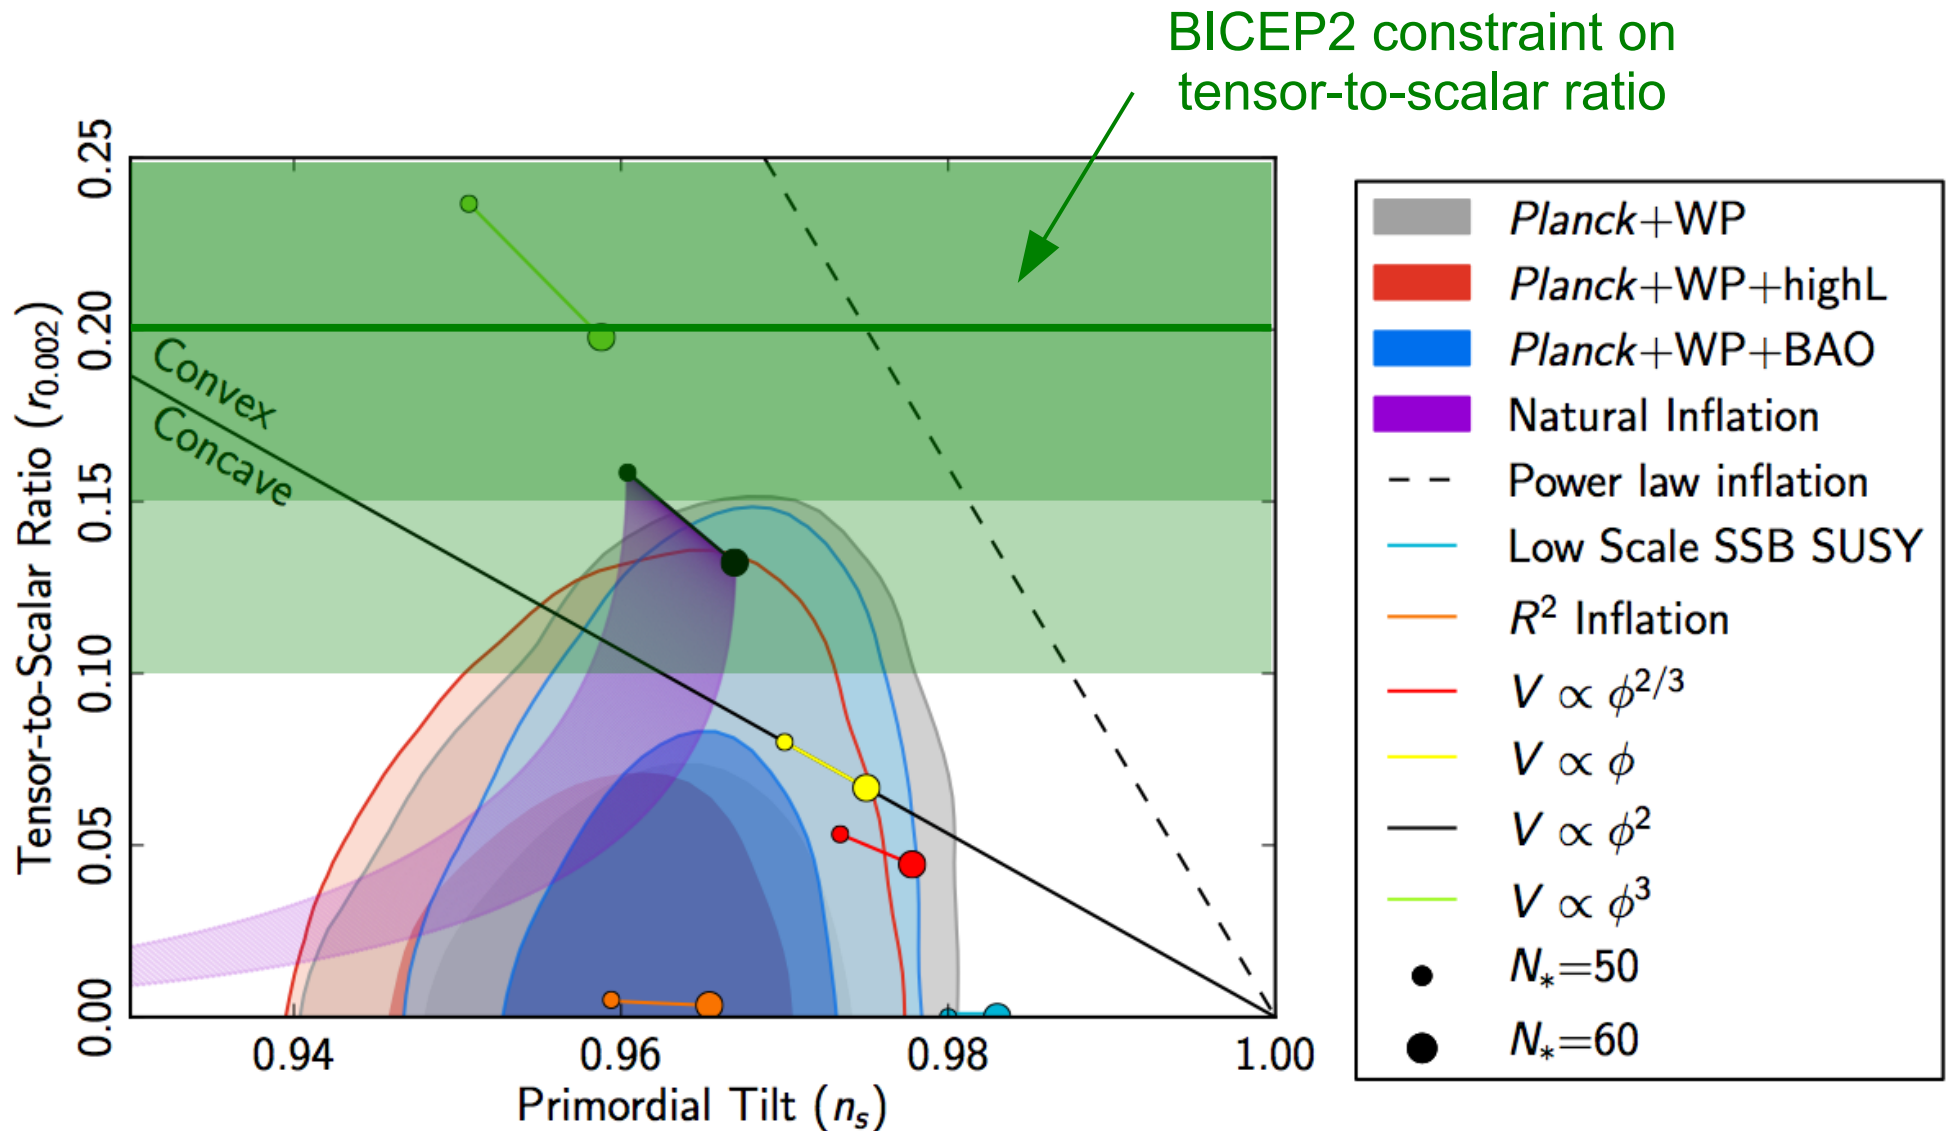 BICEP2 constraint on
tensor-to-scalar ratio
Tensor-to-Scalar Ratio (r₀.₀₀₂)
0.25
0.20
0.15
0.10
0.05
0.00
Convex
Concave
0.94 0.96 0.98 1.00
Primordial Tilt (nₛ)
Planck+WP
Planck+WP+highL
Planck+WP+BAO
Natural Inflation
Power law inflation
Low Scale SSB SUSY
R² Inflation
V ∝ ϕ^{2/3}
V ∝ ϕ
V ∝ ϕ²
V ∝ ϕ³
N_*=50
N_*=60